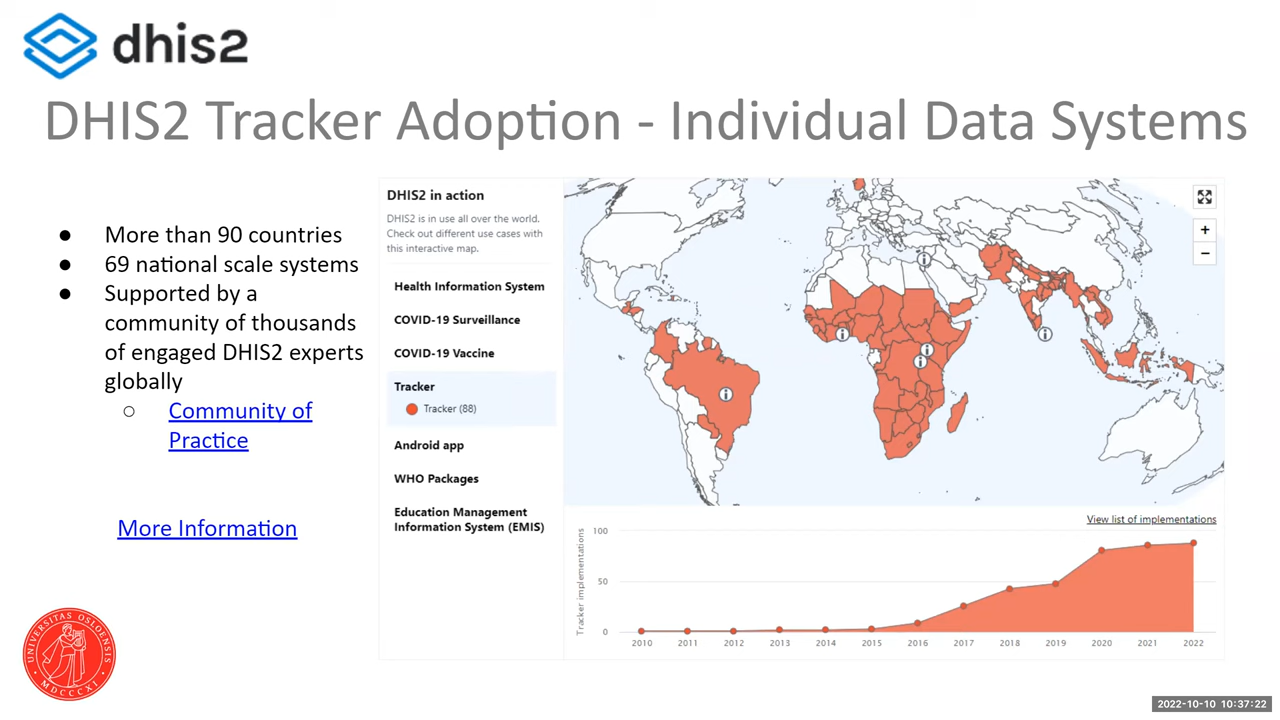 dhis2
DHIS2 Tracker Adoption - Individual Data Systems
● More than 90 countries
● 69 national scale systems
● Supported by a
community of thousands
of engaged DHIS2 experts
globally
○ Community of
Practice
More Information
DHIS2 in action
DHIS2 is in use all over the world.
Check out different use cases with
this interactive map.
Health Information System
COVID-19 Surveillance
COVID-19 Vaccine
Tracker
Tracker (88)
Android app
WHO Packages
Education Management
Information System (EMIS)
+
−
View list of implementations
Tracker implementations
100
50
0
2010 2011 2012 2013 2014 2015 2016 2017 2018 2019 2020 2021 2022
UNIVERSITAS OSLOENSIS
MDCCCXI
2022-10-10 10:37:22